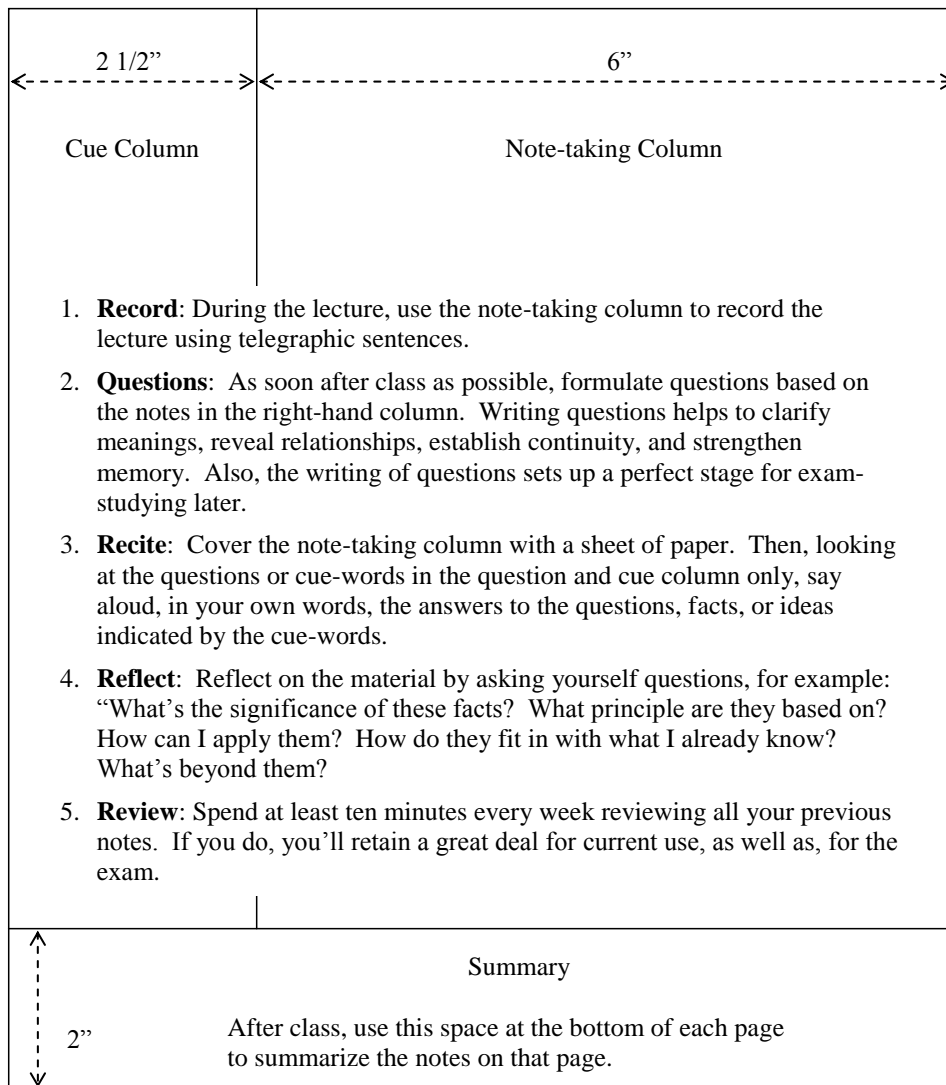 2 1/2”
6”
Cue Column
Note-taking Column
1. Record: During the lecture, use the note-taking column to record the
lecture using telegraphic sentences.
2. Questions: As soon after class as possible, formulate questions based on
the notes in the right-hand column. Writing questions helps to clarify
meanings, reveal relationships, establish continuity, and strengthen
memory. Also, the writing of questions sets up a perfect stage for exam-
studying later.
3. Recite: Cover the note-taking column with a sheet of paper. Then, looking
at the questions or cue-words in the question and cue column only, say
aloud, in your own words, the answers to the questions, facts, or ideas
indicated by the cue-words.
4. Reflect: Reflect on the material by asking yourself questions, for example:
“What’s the significance of these facts? What principle are they based on?
How can I apply them? How do they fit in with what I already know?
What’s beyond them?
5. Review: Spend at least ten minutes every week reviewing all your previous
notes. If you do, you’ll retain a great deal for current use, as well as, for the
exam.
Summary
2”
After class, use this space at the bottom of each page
to summarize the notes on that page.